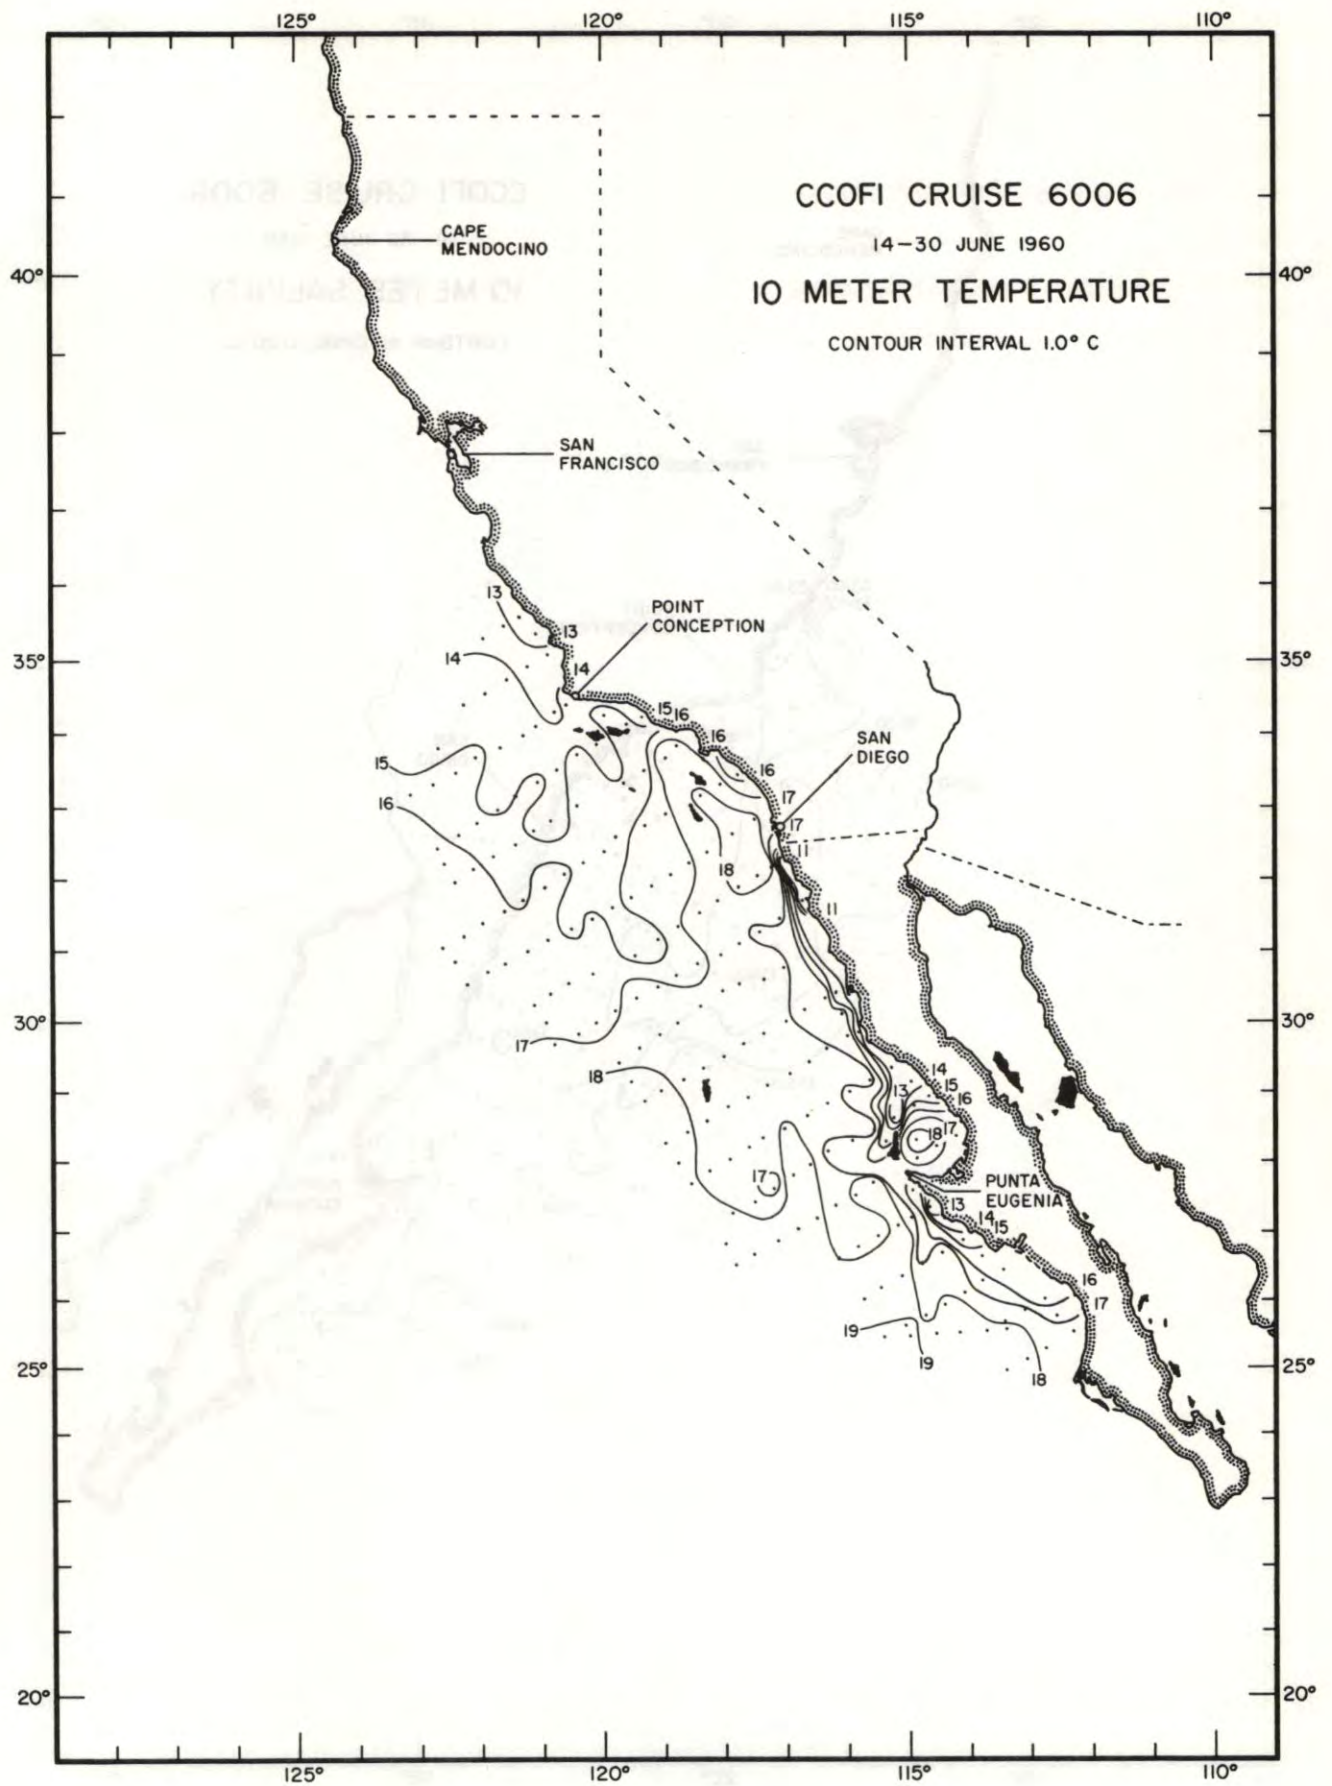 125° 120° 115° 110°
CCOFI CRUISE 6006
14-30 JUNE 1960
10 METER TEMPERATURE
CONTOUR INTERVAL 1.0° C
CAPE
MENDOCINO
40° 40°
SAN
FRANCISCO
POINT
CONCEPTION
13
13
14
14
35° 35°
15 16
16
SAN
DIEGO
15
16
16
17
17
11
18
11
30° 30°
17
18
14
13 15
16
17
18
17
PUNTA
EUGENIA
13
14
15
16
17
19
19
18
25° 25°
20° 20°
125° 120° 115° 110°